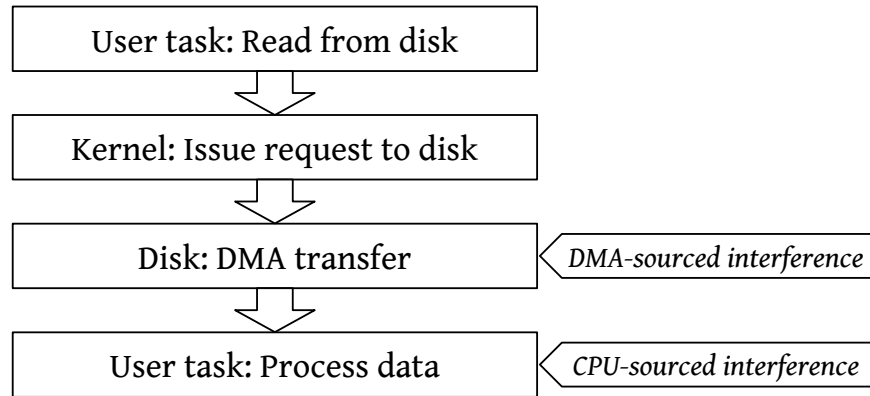 User task: Read from disk
Kernel: Issue request to disk
Disk: DMA transfer
DMA-sourced interference
User task: Process data
CPU-sourced interference